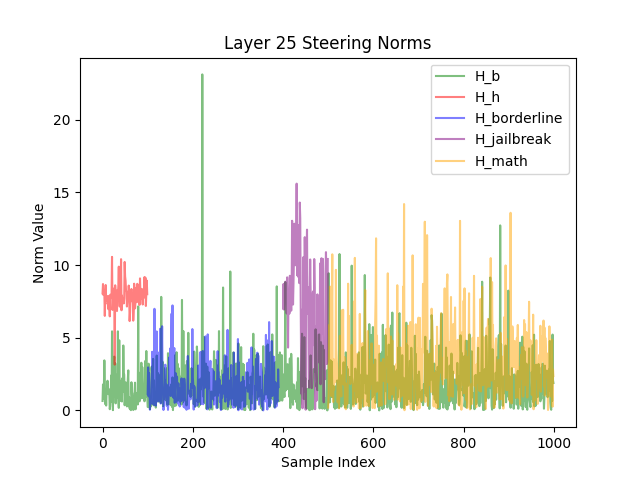 Layer 25 Steering Norms
H_b
H_h
H_borderline
H_jailbreak
H_math
Norm Value
20
15
10
5
0
0 200 400 600 800 1000
Sample Index